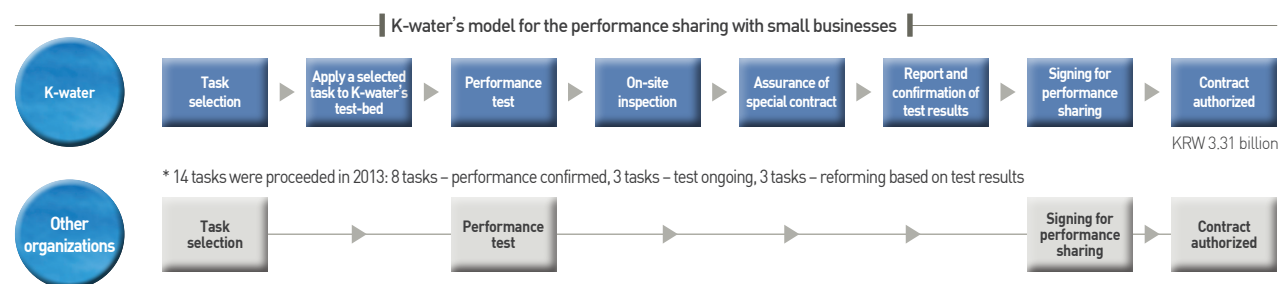 K-water's model for the performance sharing with small businesses
K-water
Task
selection
Apply a selected
task to K-water's
test-bed
Performance
test
On-site
inspection
Assurance of
special contract
Report and
confirmation of
test results
Signing for
performance
sharing
Contract
authorized
KRW 3.31 billion
* 14 tasks were proceeded in 2013: 8 tasks – performance confirmed, 3 tasks – test ongoing, 3 tasks – reforming based on test results
Other
organizations
Task
selection
Performance
test
Signing for
performance
sharing
Contract
authorized